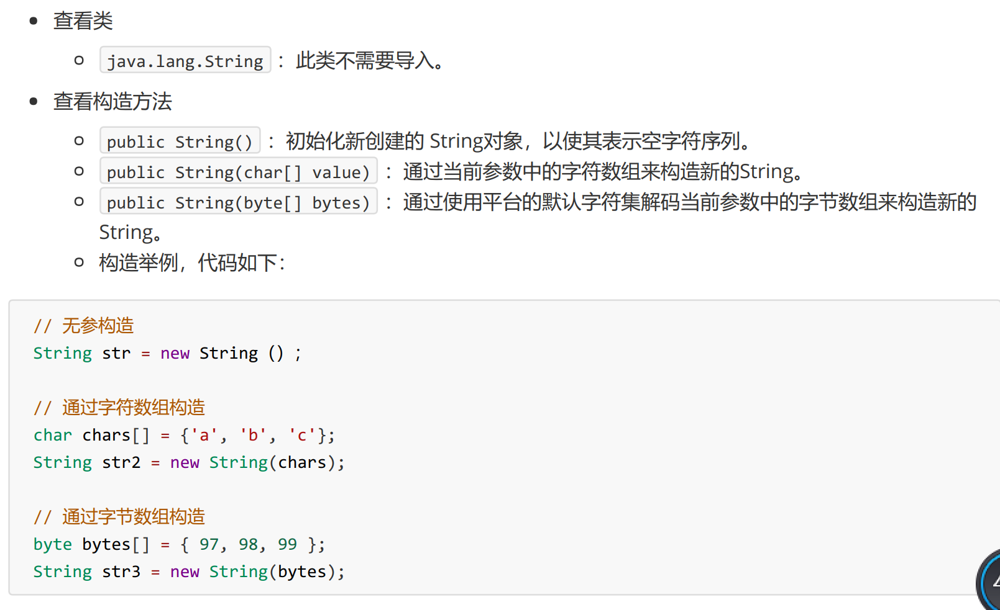 查看类
java.lang.String ：此类不需要导入。
查看构造方法
public String() ：初始化新创建的 String对象，以使其表示空字符序列。
public String(char[] value) ：通过当前参数中的字符数组来构造新的String。
public String(byte[] bytes) ：通过使用平台的默认字符集解码当前参数中的字节数组来构造新的
String。
构造举例，代码如下：
// 无参构造
String str = new String () ;
// 通过字符数组构造
char chars[] = {'a', 'b', 'c'};
String str2 = new String(chars);
// 通过字节数组构造
byte bytes[] = { 97, 98, 99 };
String str3 = new String(bytes);